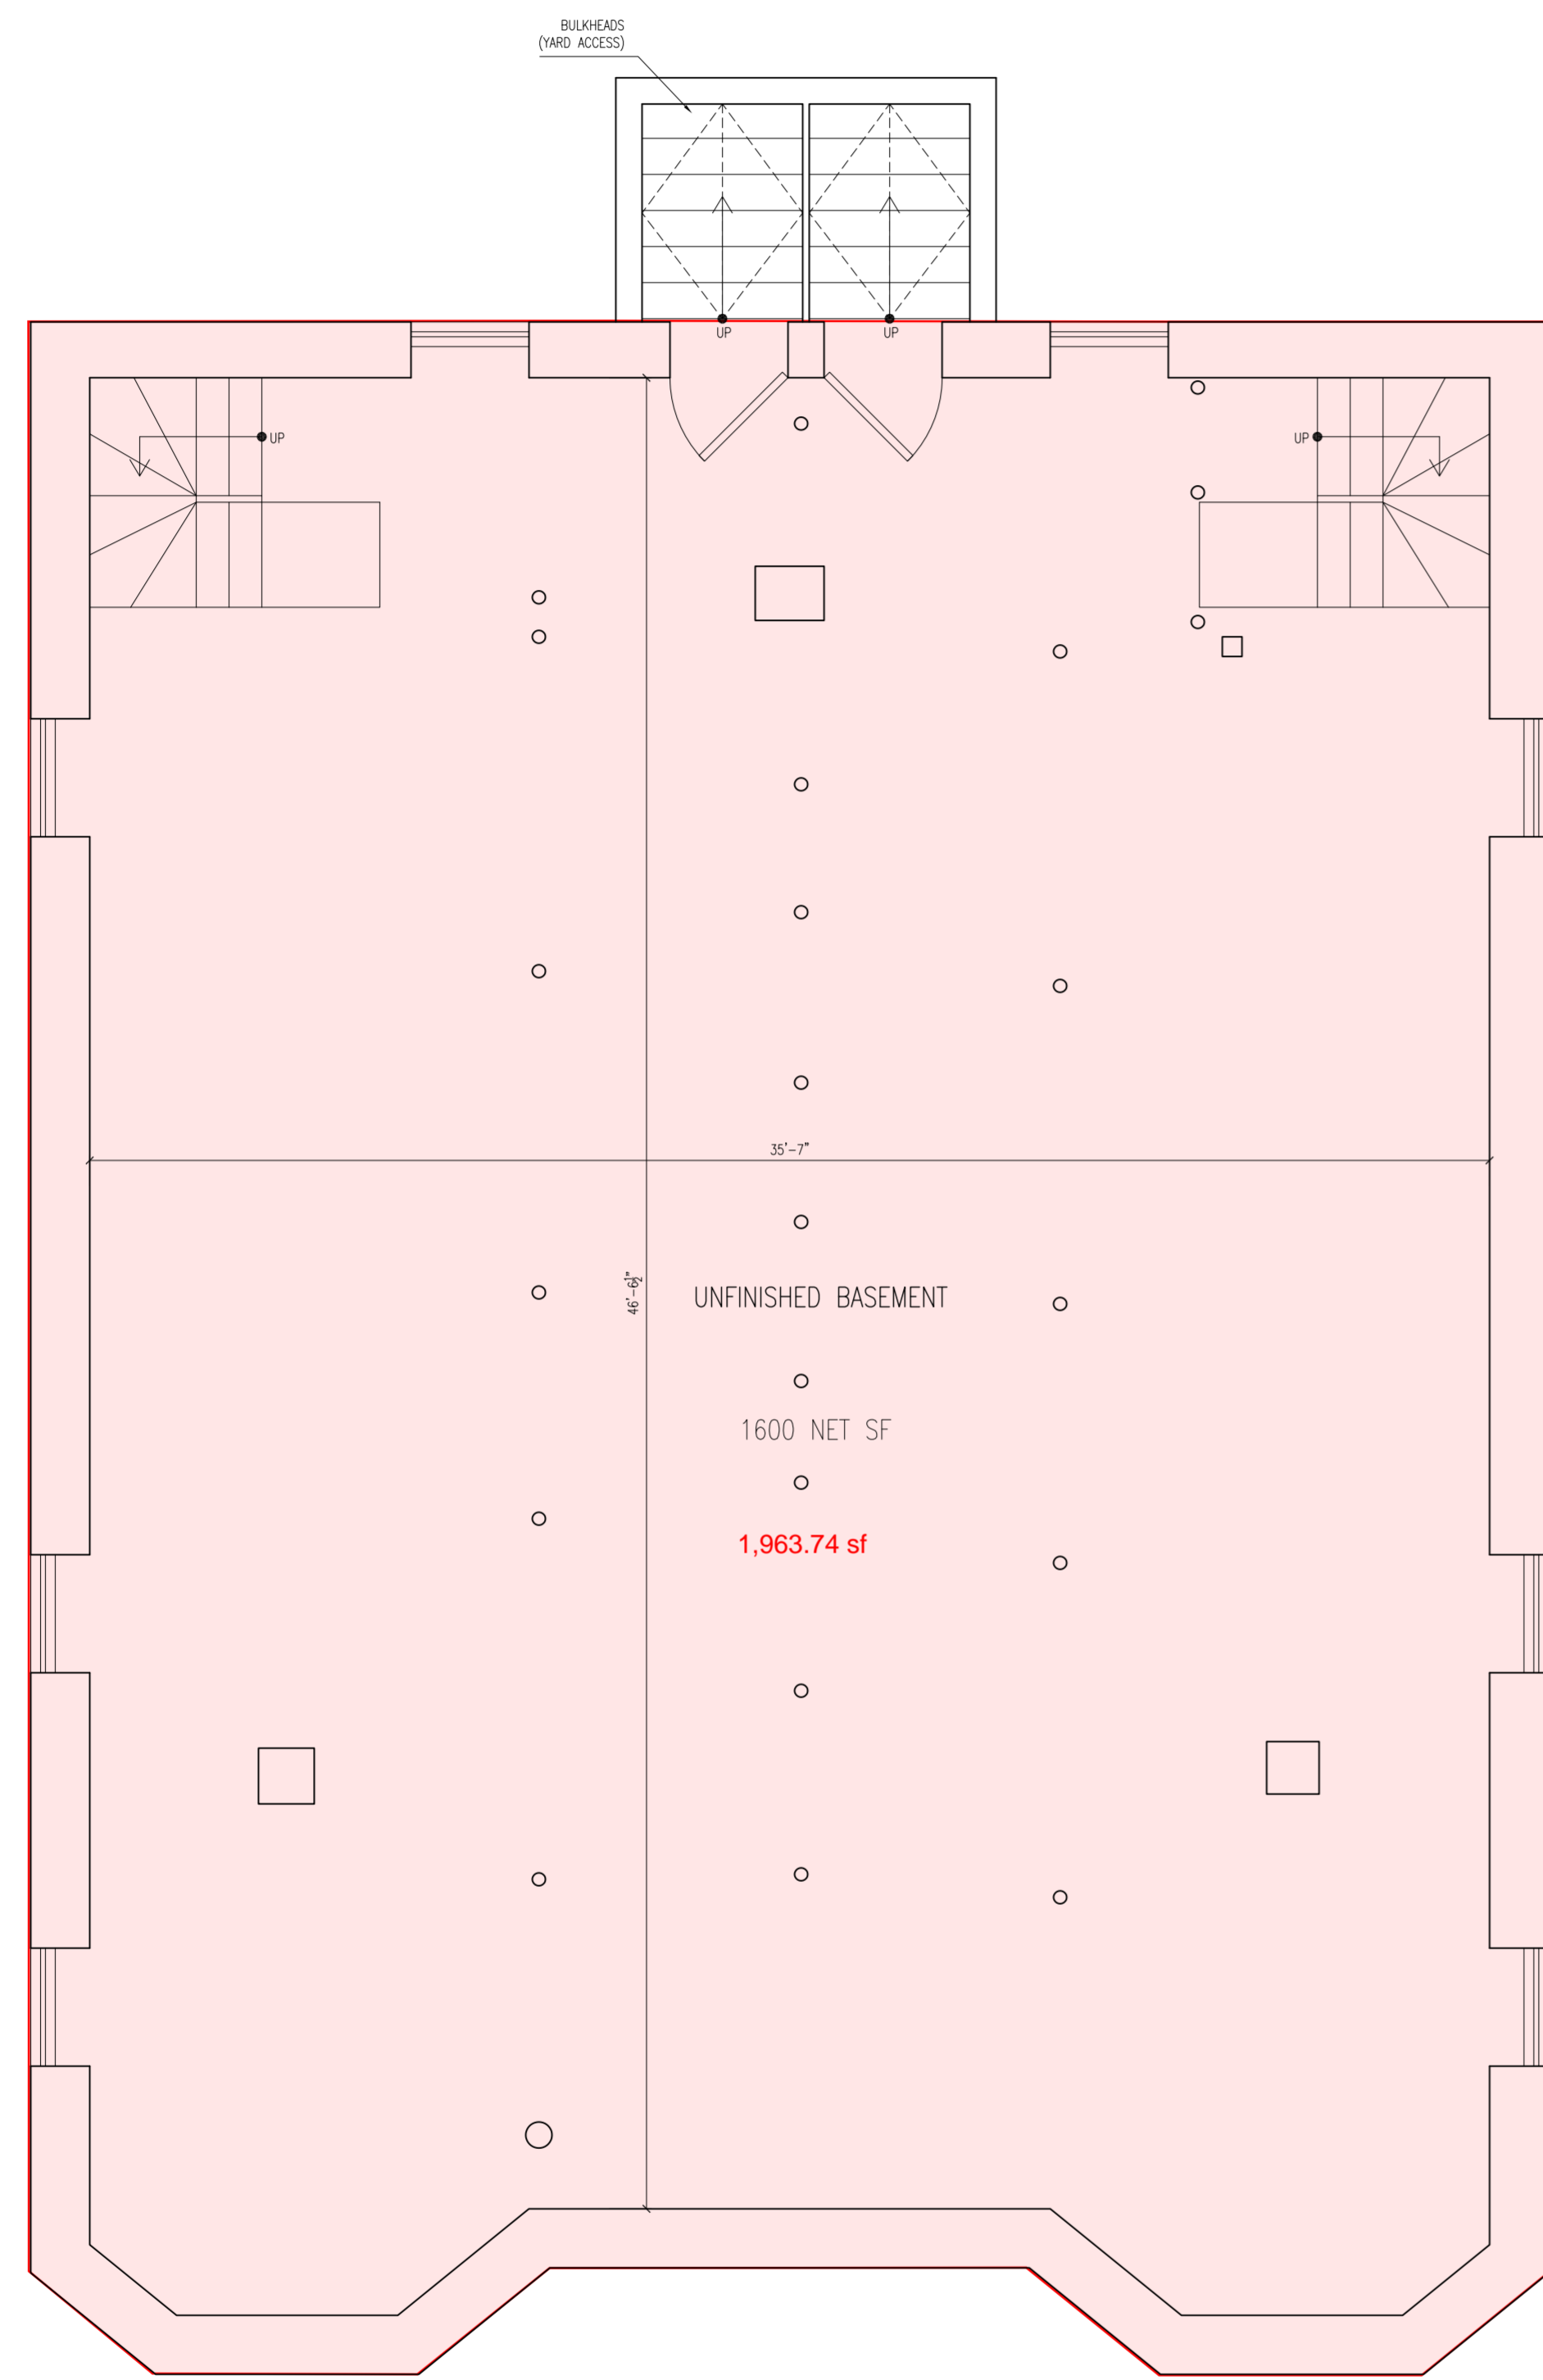 BULKHEADS
(YARD ACCESS)
UP
UP
UP
UP
35'-7"
46'-6½"
UNFINISHED BASEMENT
1600 NET SF
1,963.74 sf